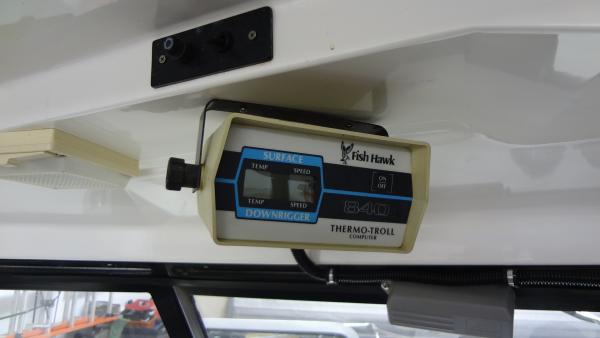 Fish Hawk
SURFACE
TEMP SPEED
ON
OFF
TEMP SPEED
DOWNRIGGER
840
THERMO-TROLL
COMPUTER